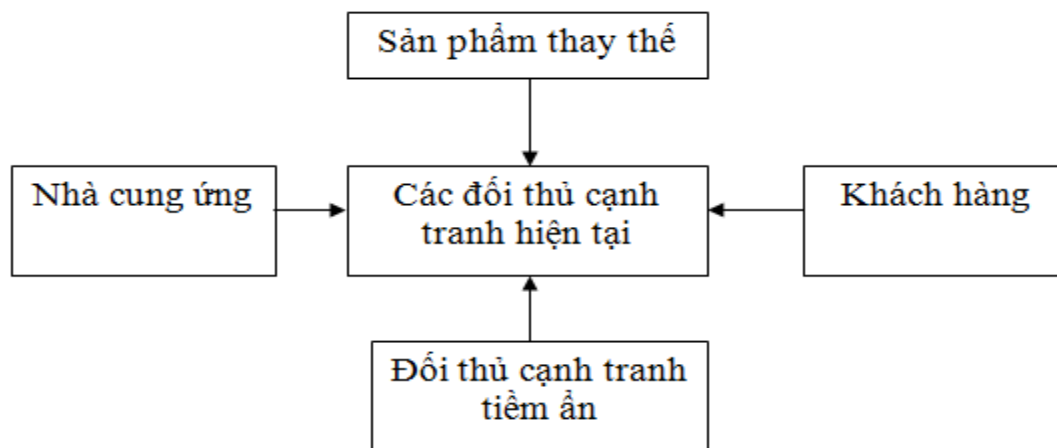 Sản phẩm thay thế
Nhà cung ứng
Các đối thủ cạnh
tranh hiện tại
Khách hàng
Đối thủ cạnh tranh
tiềm ẩn